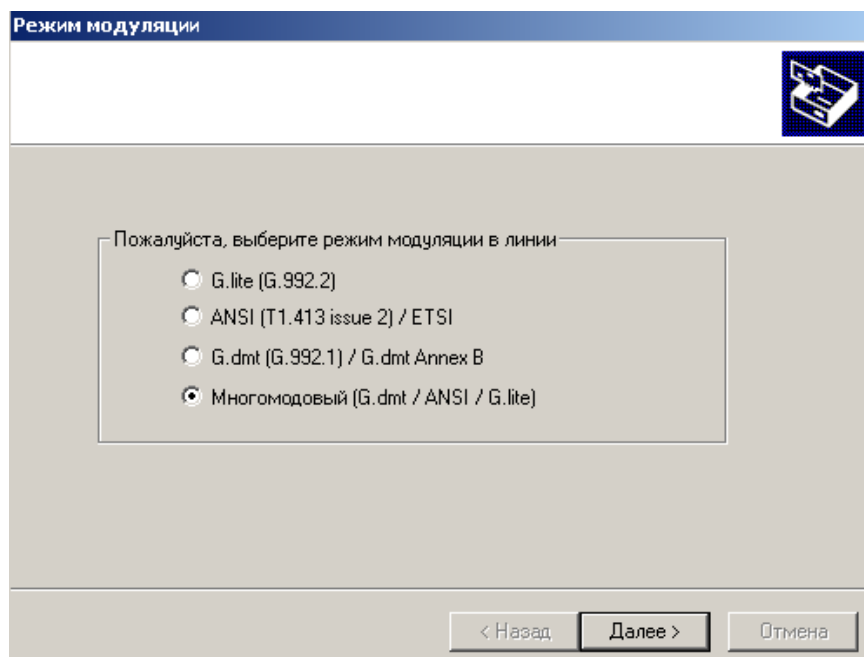 Режим модуляции
Пожалуйста, выберите режим модуляции в линии
G.lite (G.992.2)
ANSI (T1.413 issue 2) / ETSI
G.dmt (G.992.1) / G.dmt Annex B
Многомодовый (G.dmt / ANSI / G.lite)
< Назад Далее > Отмена